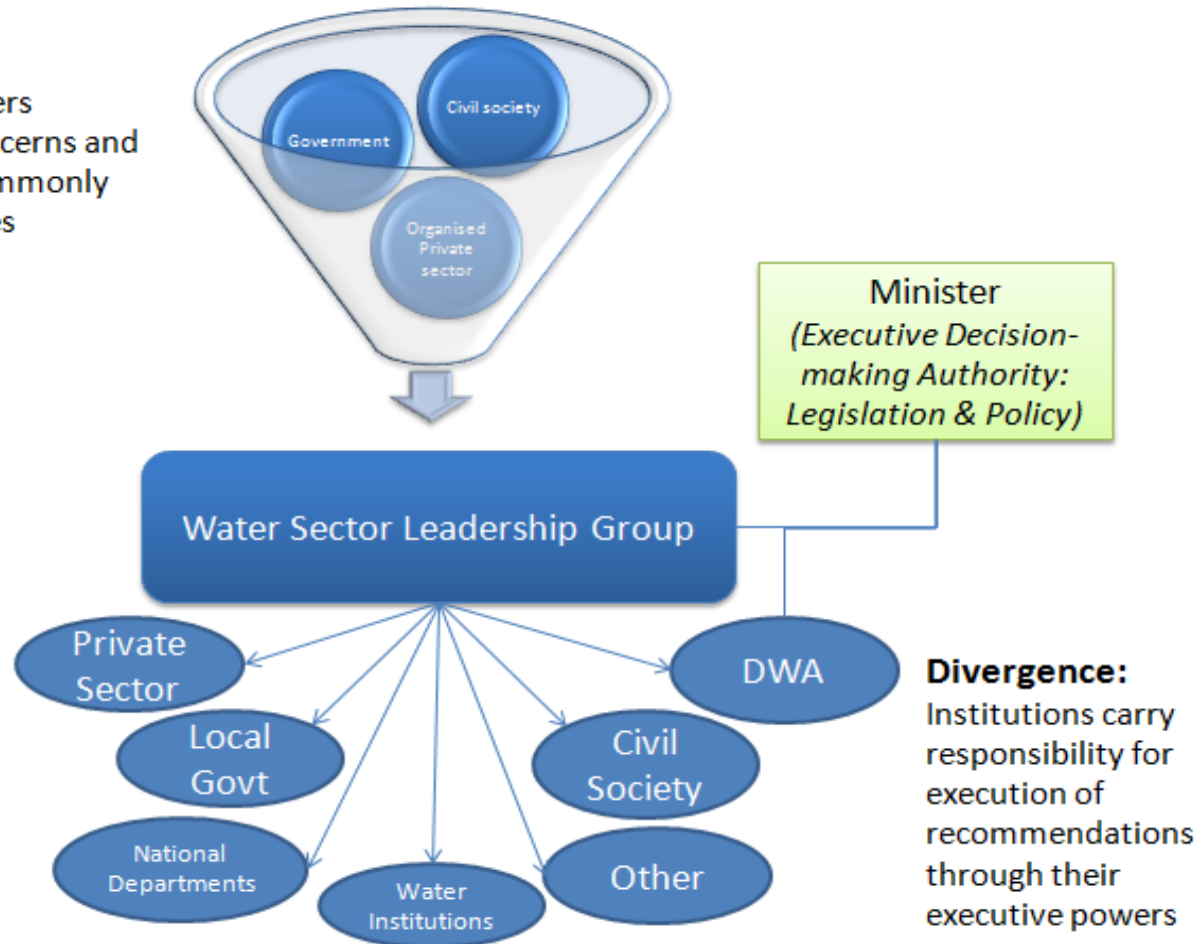 cerns and
es
Civil society
Government
Organised
Private
sector
Minister
(Executive Decision-
making Authority:
Legislation & Policy)
Water Sector Leadership Group
Private
Sector
DWA
Local
Govt
Civil
Society
National
Departments
Water
Institutions
Other
Divergence:
Institutions carry
responsibility for
execution of
recommendations
through their
executive powers